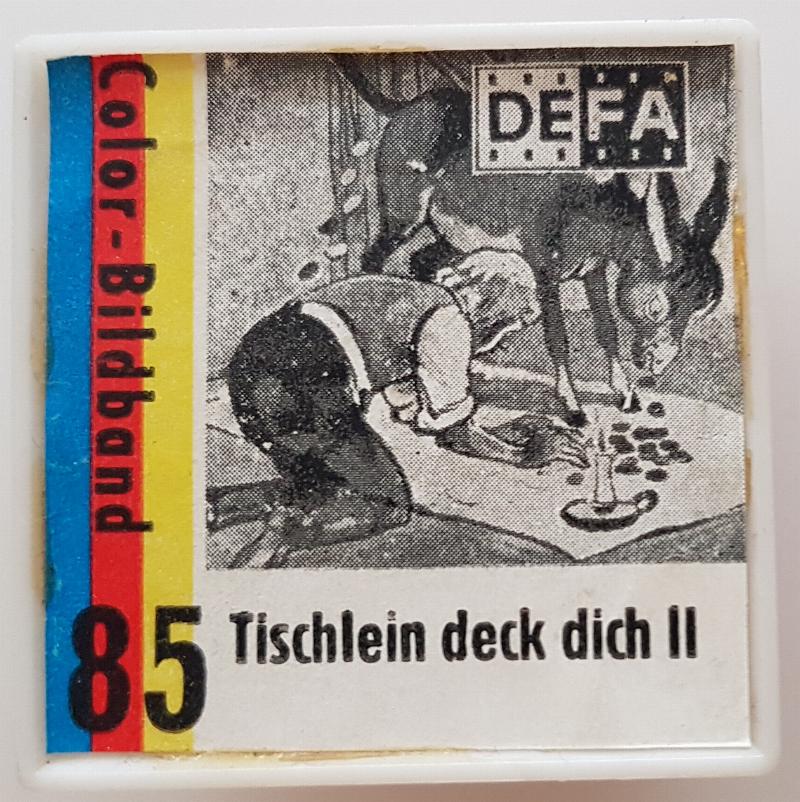 Color-Bildband
DEFA
85 Tischlein deck dich II